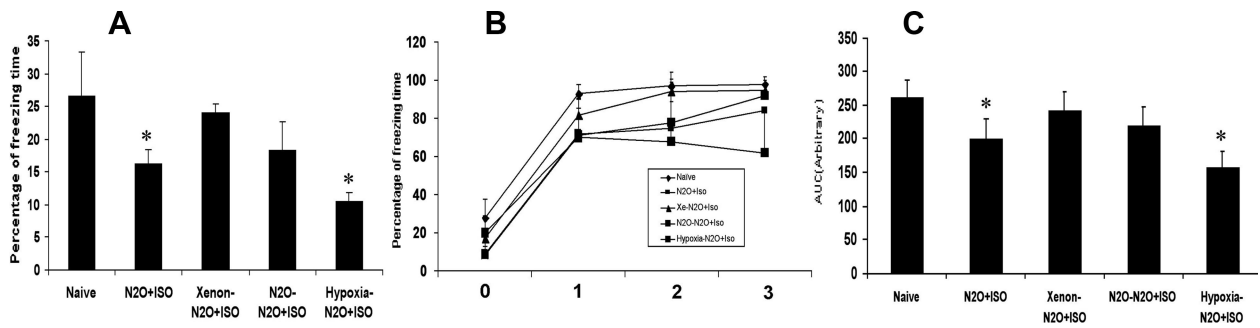 A
Percentage of freezing time
35
30
25
20
15
10
5
0
*
*
Naive
N2O+ISO
Xenon-
N2O+ISO
N2O-
N2O+ISO
Hypoxia-
N2O+ISO
B
Percentage of freezing time
120
100
80
60
40
20
0
Naïve
N2O+Iso
Xe-N2O+Iso
N2O-N2O+Iso
Hypoxia-N2O+Iso
0
1
2
3
C
AUC(Arbitrary)
350
300
250
200
150
100
50
0
*
*
Naive
N2O+ISO
Xenon-
N2O+ISO
N2O-N2O+ISO
Hypoxia-
N2O+ISO